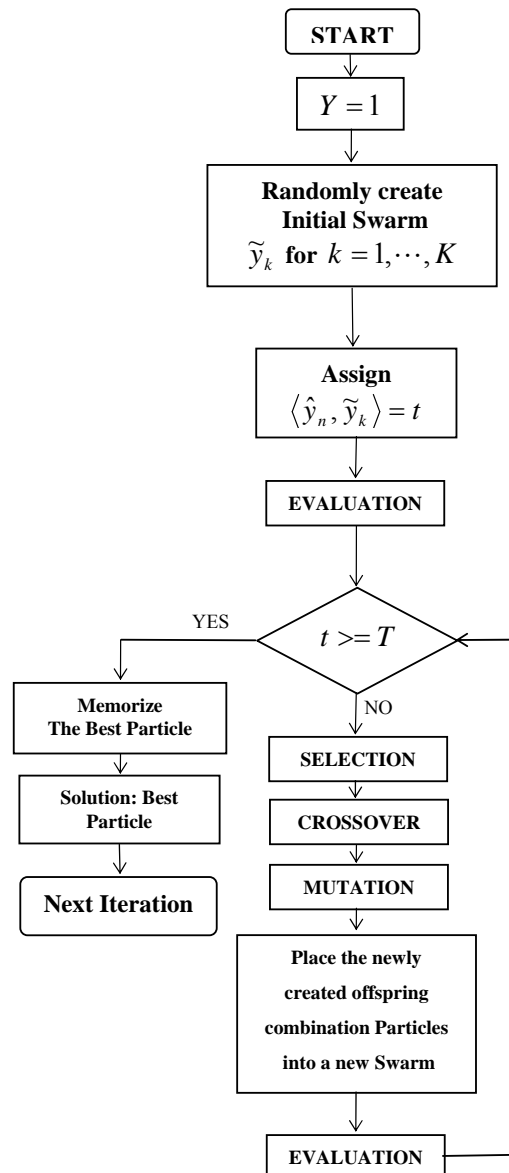 START
Y = 1
Randomly create
Initial Swarm
ỹ_k for k = 1,⋯, K
Assign
⟨ŷ_n, ỹ_k⟩ = t
EVALUATION
t >= T
YES
NO
Memorize
The Best Particle
Solution: Best
Particle
Next Iteration
SELECTION
CROSSOVER
MUTATION
Place the newly
created offspring
combination Particles
into a new Swarm
EVALUATION